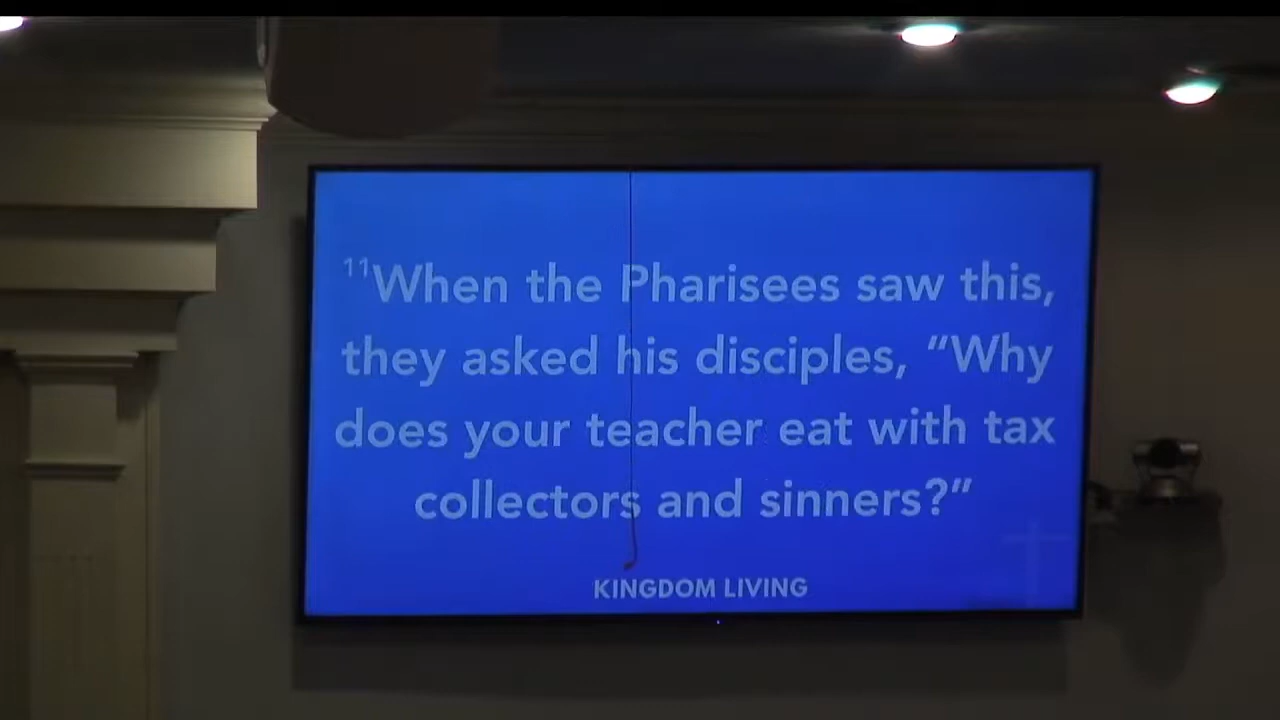 ¹¹When the Pharisees saw this,
they asked his disciples, “Why
does your teacher eat with tax
collectors and sinners?”
KINGDOM LIVING